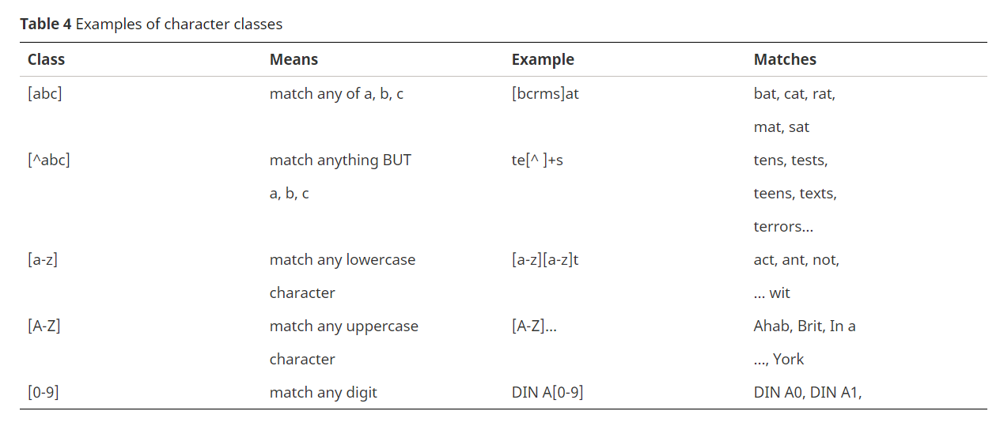 Table 4 Examples of character classes
Class Means Example Matches
[abc] match any of a, b, c [bcrms]at bat, cat, rat,
mat, sat
[^abc] match anything BUT te[^ ]+s tens, tests,
a, b, c teens, texts,
terrors...
[a-z] match any lowercase [a-z][a-z]t act, ant, not,
character ... wit
[A-Z] match any uppercase [A-Z]... Ahab, Brit, In a
character ..., York
[0-9] match any digit DIN A[0-9] DIN A0, DIN A1,